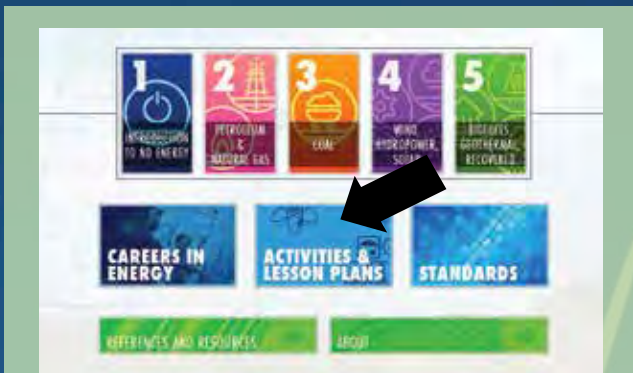 1
INTRODUCTION
TO ND ENERGY
2
PETROLEUM
&
NATURAL GAS
3
COAL
4
WIND,
HYDROPOWER,
SOLAR
5
BIOFUELS,
GEOTHERMAL,
RECOVERED
CAREERS IN
ENERGY
ACTIVITIES &
LESSON PLANS
STANDARDS
REFERENCES AND RESOURCES
ABOUT